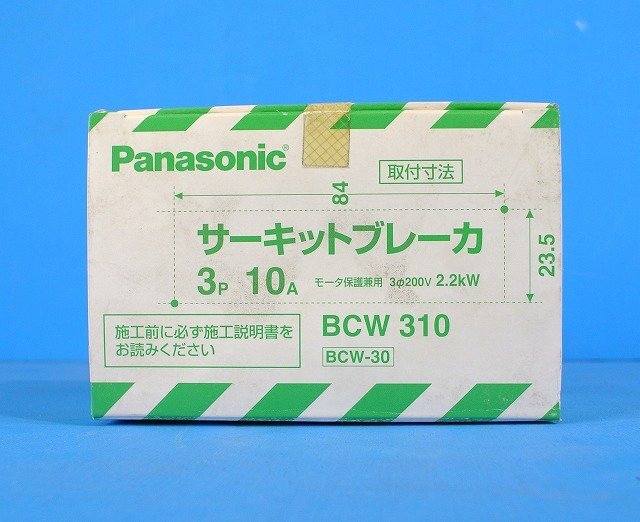 Panasonic®
取付寸法
84
サーキットブレーカ
23.5
3P 10A モータ保護兼用 3φ200V 2.2kW
施工前に必ず施工説明書を
お読みください
BCW 310
BCW-30